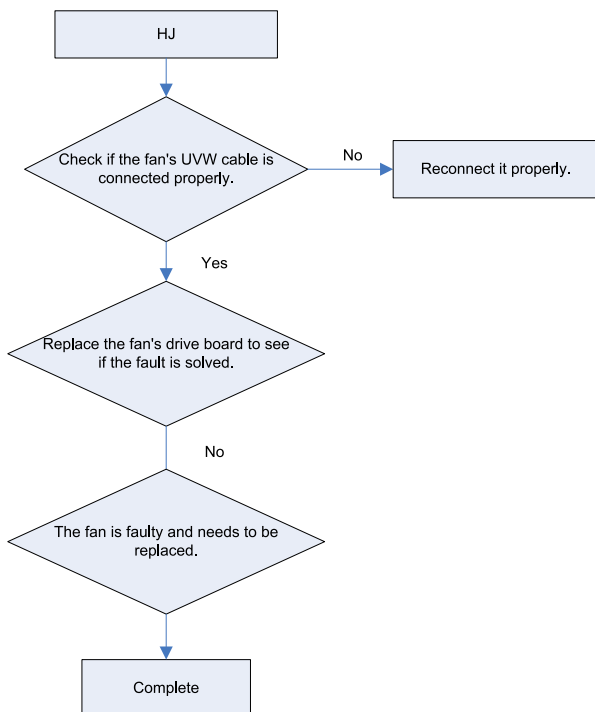 HJ
Check if the fan's UVW cable is
connected properly.
No
Reconnect it properly.
Yes
Replace the fan's drive board to see
if the fault is solved.
No
The fan is faulty and needs to be
replaced.
Complete